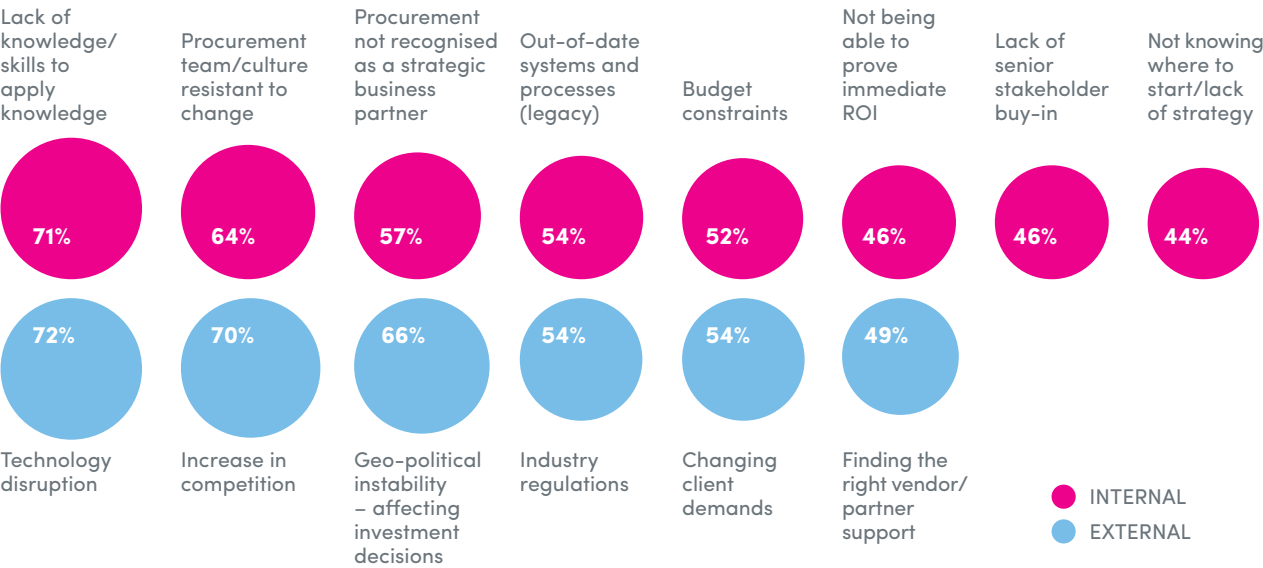 Lack of
knowledge/
skills to
apply
knowledge
Procurement
team/culture
resistant to
change
Procurement
not recognised
as a strategic
business
partner
Out-of-date
systems and
processes
(legacy)
Budget
constraints
Not being
able to
prove
immediate
ROI
Lack of
senior
stakeholder
buy-in
Not knowing
where to
start/lack
of strategy
71%
64%
57%
54%
52%
46%
46%
44%
72%
70%
66%
54%
54%
49%
Technology
disruption
Increase in
competition
Geo-political
instability
– affecting
investment
decisions
Industry
regulations
Changing
client
demands
Finding the
right vendor/
partner
support
INTERNAL
EXTERNAL